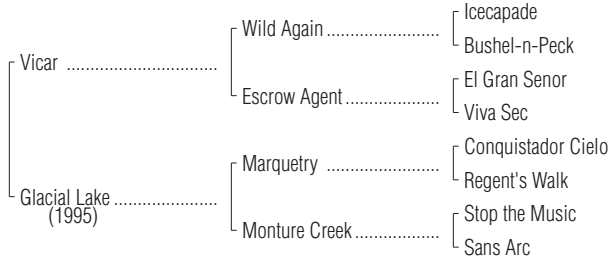 Icecapade
Wild Again ........................
Bushel-n-Peck
Vicar ................................
El Gran Senor
Escrow Agent....................
Viva Sec
Conquistador Cielo
Marquetry ........................
Regent's Walk
Glacial Lake ......................
(1995)
Stop the Music
Monture Creek..................
Sans Arc